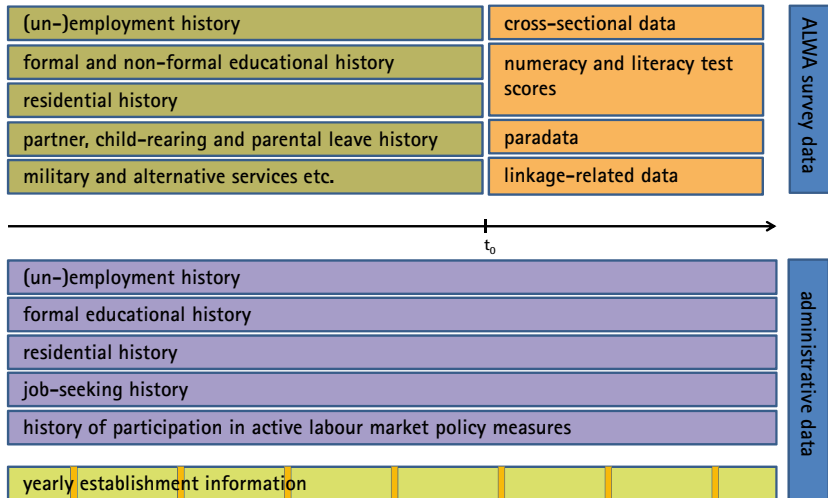 (un-)employment history
formal and non-formal educational history
residential history
partner, child-rearing and parental leave history
military and alternative services etc.
cross-sectional data
numeracy and literacy test
scores
paradata
linkage-related data
ALWA survey data
t₀
(un-)employment history
formal educational history
residential history
job-seeking history
history of participation in active labour market policy measures
yearly establishment information
administrative data